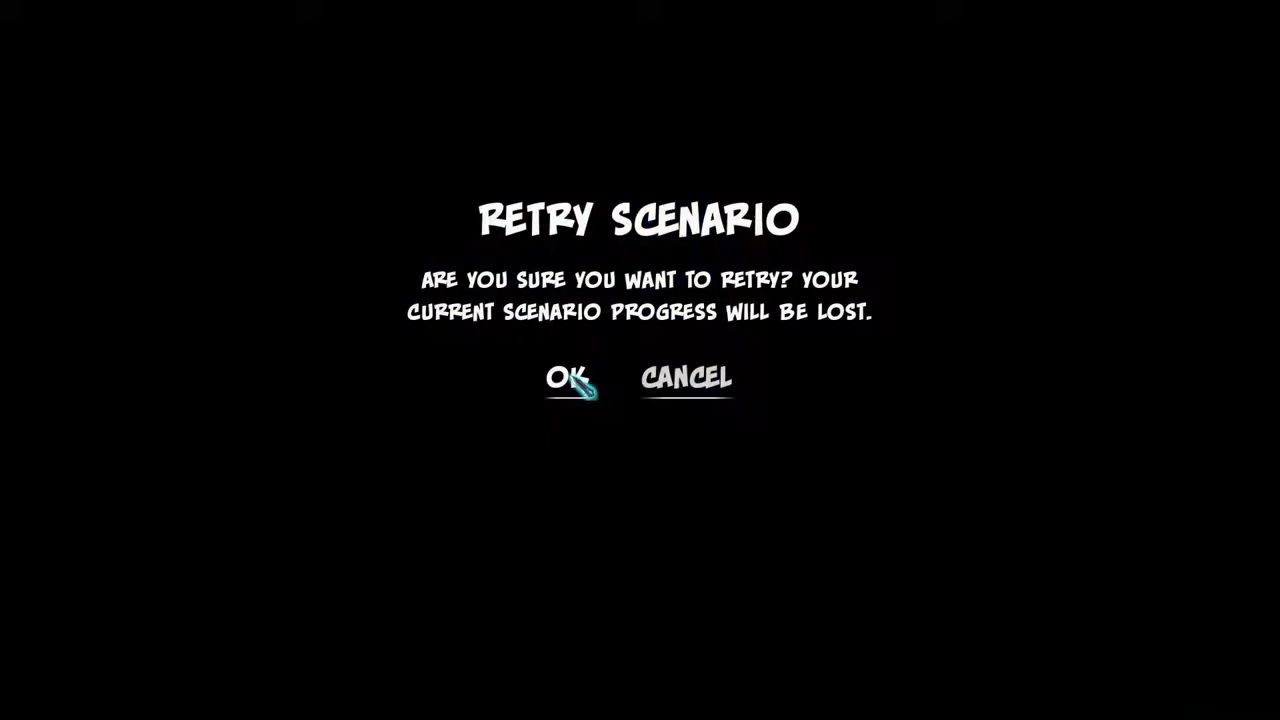 RETRY SCENARIO
ARE YOU SURE YOU WANT TO RETRY? YOUR
CURRENT SCENARIO PROGRESS WILL BE LOST.
OK CANCEL